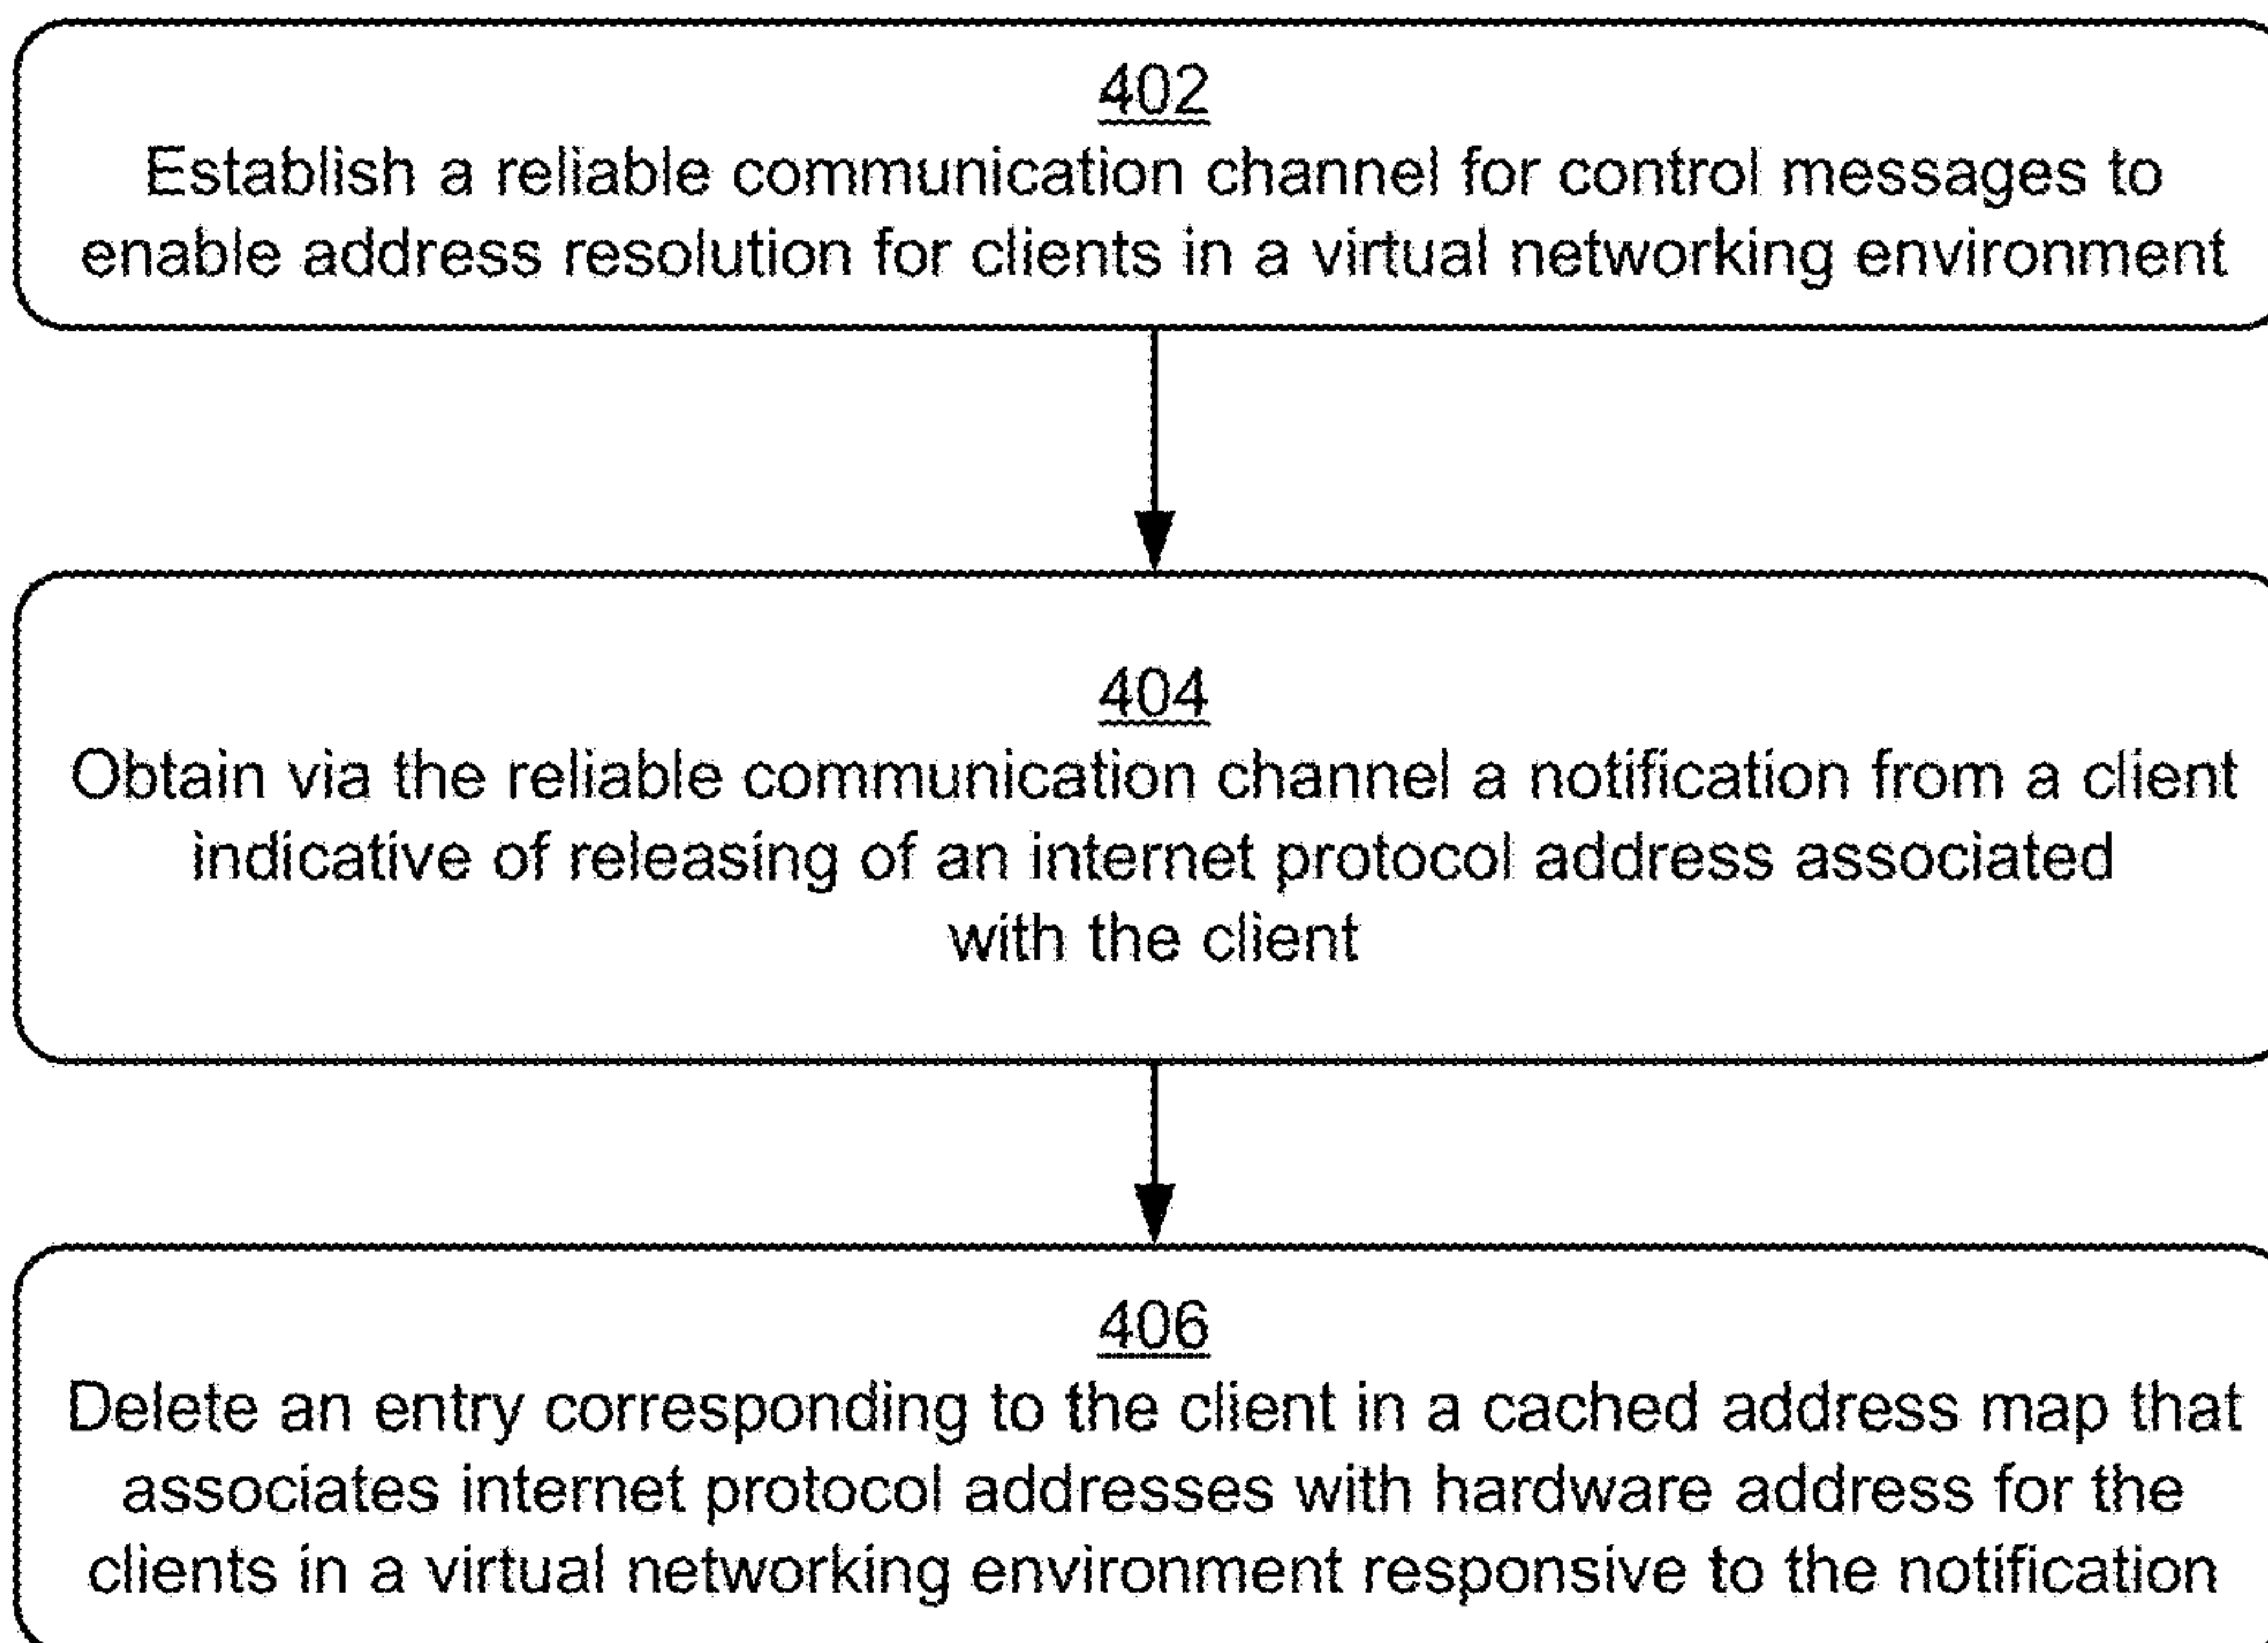 402
Establish a reliable communication channel for control messages to
enable address resolution for clients in a virtual networking environment
404
Obtain via the reliable communication channel a notification from a client
indicative of releasing of an internet protocol address associated
with the client
406
Delete an entry corresponding to the client in a cached address map that
associates internet protocol addresses with hardware address for the
clients in a virtual networking environment responsive to the notification